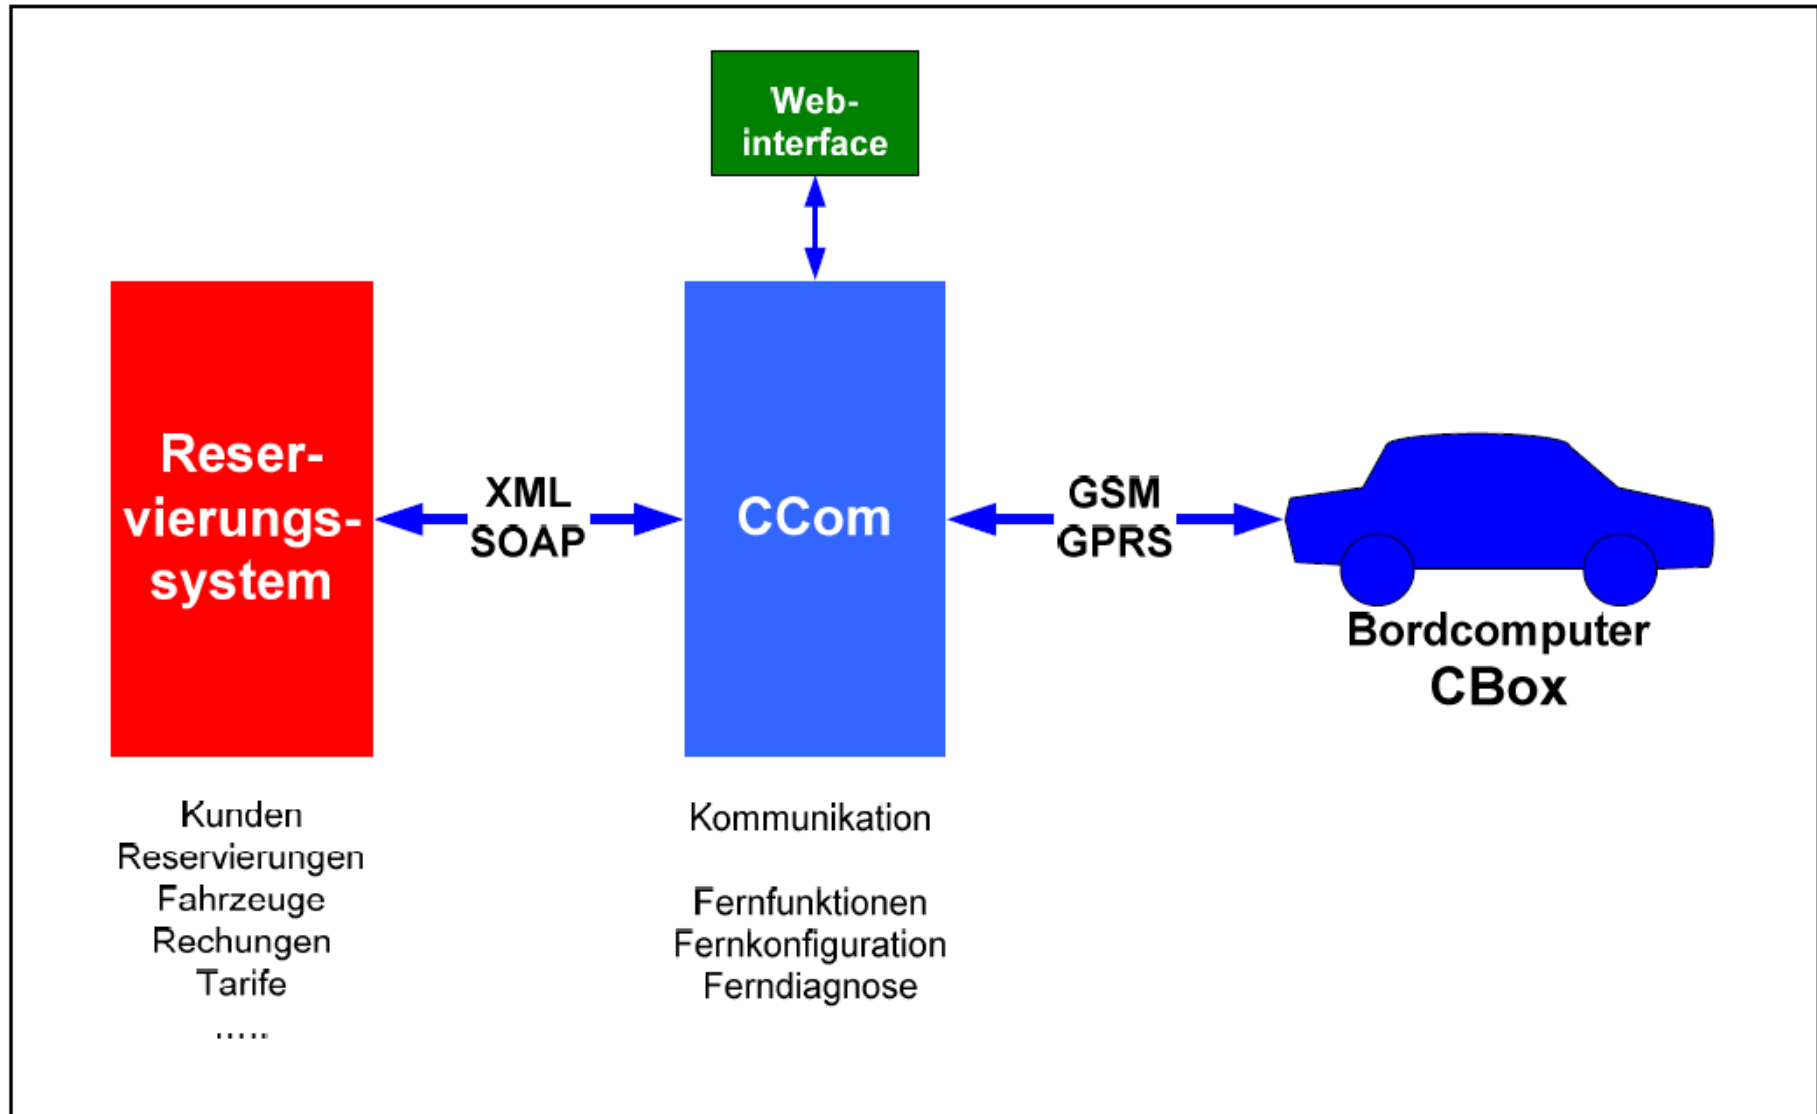 Web-
interface
Reser-
vierungs-
system
XML
SOAP
CCom
GSM
GPRS
Bordcomputer
CBox
Kunden
Reservierungen
Fahrzeuge
Rechungen
Tarife
.....
Kommunikation
Fernfunktionen
Fernkonfiguration
Ferndiagnose